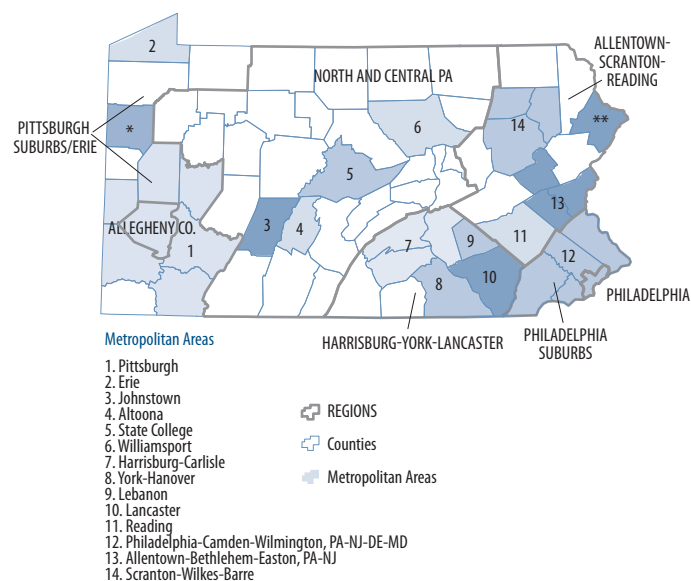 2
NORTH AND CENTRAL PA
ALLENTOWN-
SCRANTON-
READING
*
**
PITTSBURGH
SUBURBS/ERIE
6
14
5
13
ALLEGHENY CO.
3
4
1
7
9
11
12
8
10
PHILADELPHIA
HARRISBURG-YORK-LANCASTER
PHILADELPHIA
SUBURBS
Metropolitan Areas
1. Pittsburgh
2. Erie
3. Johnstown
4. Altoona
5. State College
6. Williamsport
7. Harrisburg-Carlisle
8. York-Hanover
9. Lebanon
10. Lancaster
11. Reading
12. Philadelphia-Camden-Wilmington, PA-NJ-DE-MD
13. Allentown-Bethlehem-Easton, PA-NJ
14. Scranton-Wilkes-Barre
REGIONS
Counties
Metropolitan Areas